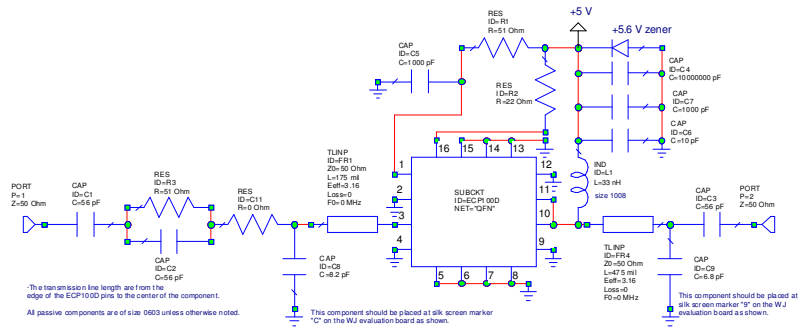 +5 V
+5.6 V zener
RES
ID=R1
R=51 Ohm
CAP
ID=C5
C=1000 pF
RES
ID=R2
R=22 Ohm
CAP
ID=C4
C=10000000 pF
CAP
ID=C7
C=1000 pF
CAP
ID=C6
C=10 pF
IND
ID=L1
L=33 nH
size 1008
16 15 14 13
1 2 3 4
12 11 10 9
5 6 7 8
SUBCKT
ID=ECP100D
NET="QFN"
TLINP
ID=FR1
Z0=50 Ohm
L=175 mil
Eeff=3.16
Loss=0
F0=0 MHz
PORT
P=1
Z=50 Ohm
CAP
ID=C1
C=56 pF
RES
ID=R3
R=51 Ohm
CAP
ID=C2
C=56 pF
RES
ID=C11
R=0 Ohm
CAP
ID=C8
C=8.2 pF
TLINP
ID=FR4
Z0=50 Ohm
L=475 mil
Eeff=3.16
Loss=0
F0=0 MHz
CAP
ID=C3
C=56 pF
PORT
P=2
Z=50 Ohm
CAP
ID=C9
C=6.8 pF
-The transmission line length are from the
edge of the ECP100D pins to the center of the component.
All passive components are of size 0603 unless otherwise noted.
This component should be placed at
silk screen marker
"C" on the WJ evaluation board as shown.
This component should be placed at
silk screen marker "9" on the WJ
evaluation board as shown.